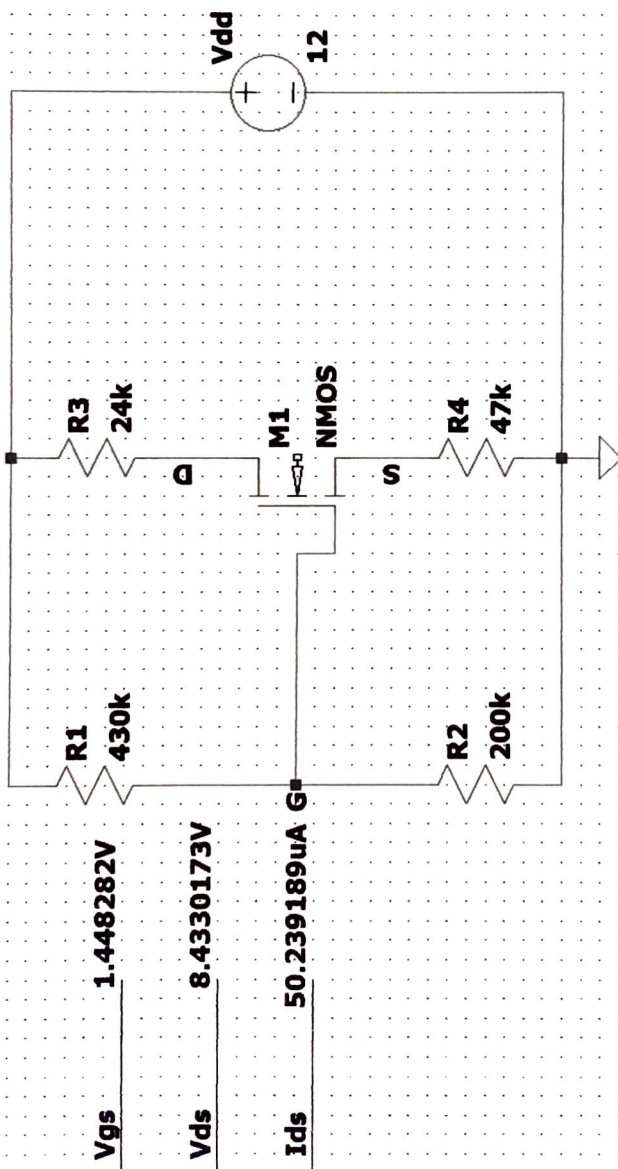 Vgs 1.448282V
Vds 8.4330173V
Ids 50.239189uA
R1
430k
G
R2
200k
R3
24k
D
M1
NMOS
S
R4
47k
Vdd
12